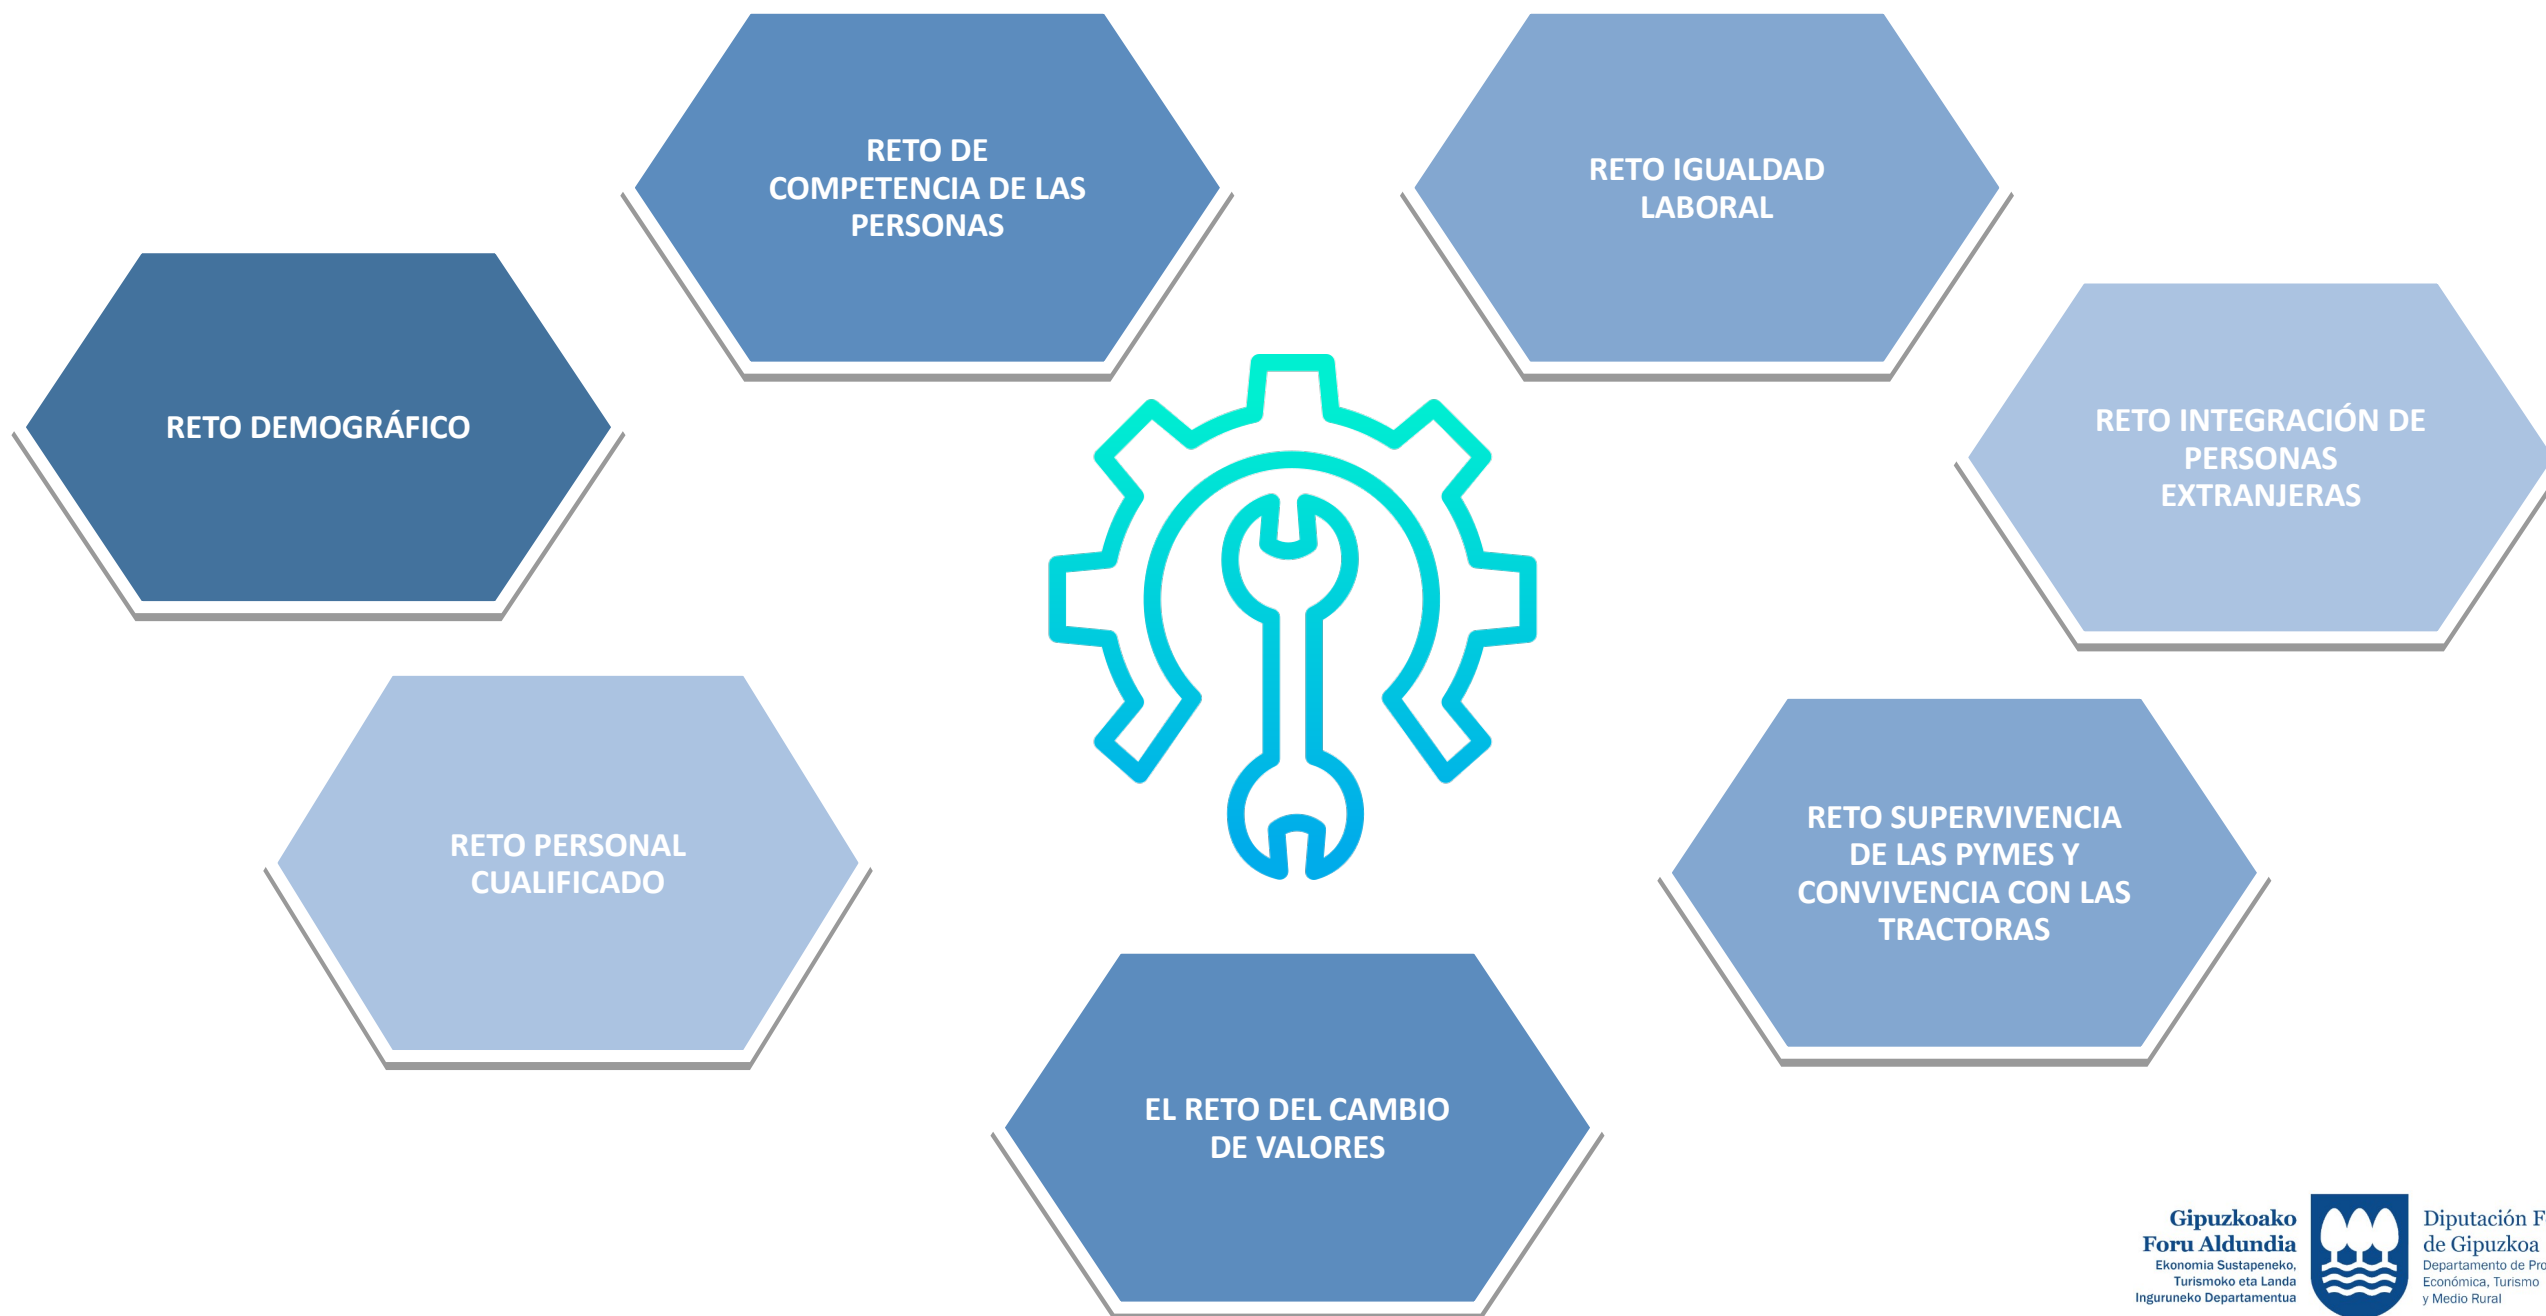 RETO DE
COMPETENCIA DE LAS
PERSONAS
RETO IGUALDAD
LABORAL
RETO DEMOGRÁFICO
RETO INTEGRACIÓN DE
PERSONAS
EXTRANJERAS
RETO PERSONAL
CUALIFICADO
RETO SUPERVIVENCIA
DE LAS PYMES Y
CONVIVENCIA CON LAS
TRACTORAS
EL RETO DEL CAMBIO
DE VALORES
Gipuzkoako
Foru Aldundia
Ekonomia Sustapeneko,
Turismoko eta Landa
Inguruneko Departamentua
Diputación F
de Gipuzkoa
Departamento de Pro
Económica, Turismo
y Medio Rural